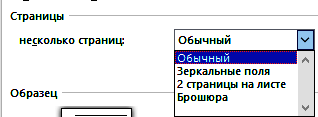 Страницы
несколько страниц:
Обычный
Обычный
Зеркальные поля
2 страницы на листе
Брошюра
Образец